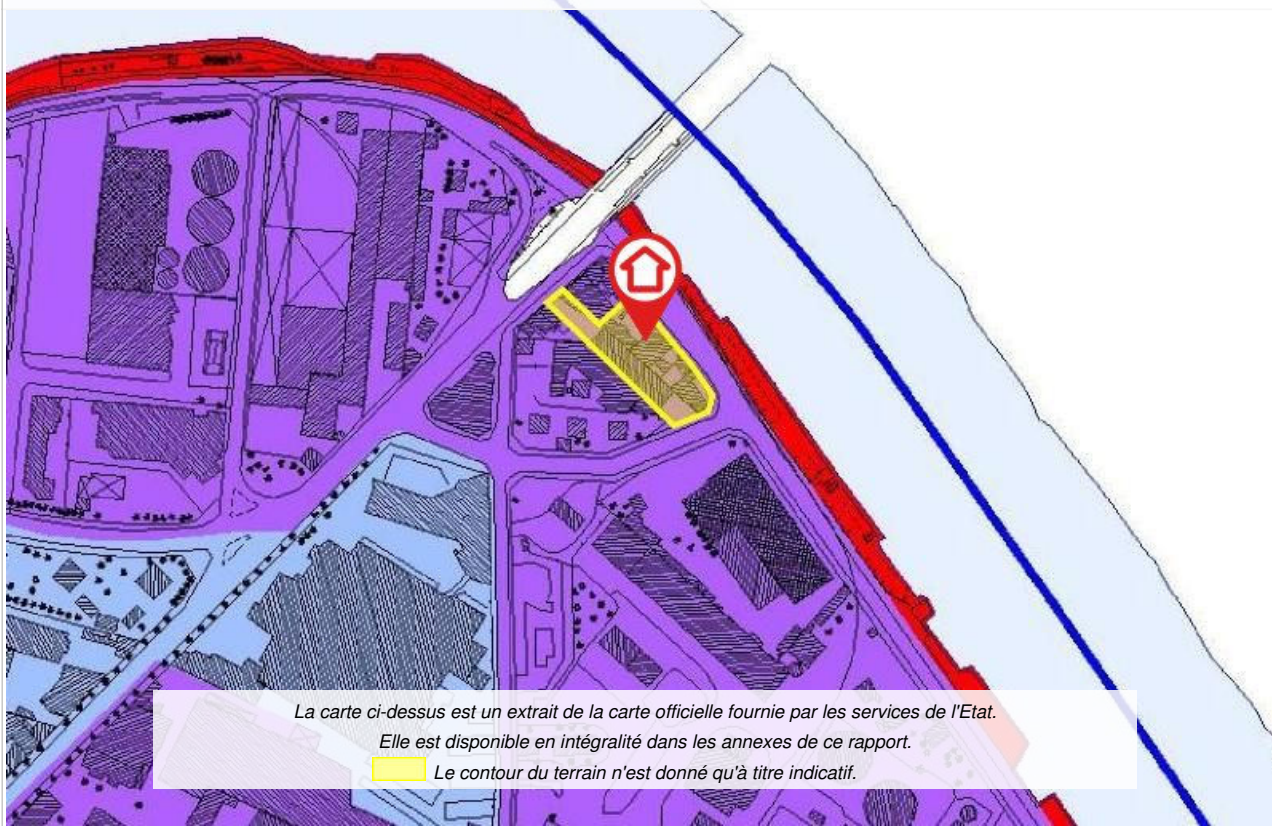 La carte ci-dessus est un extrait de la carte officielle fournie par les services de l'Etat.
Elle est disponible en intégralité dans les annexes de ce rapport.
Le contour du terrain n'est donné qu'à titre indicatif.